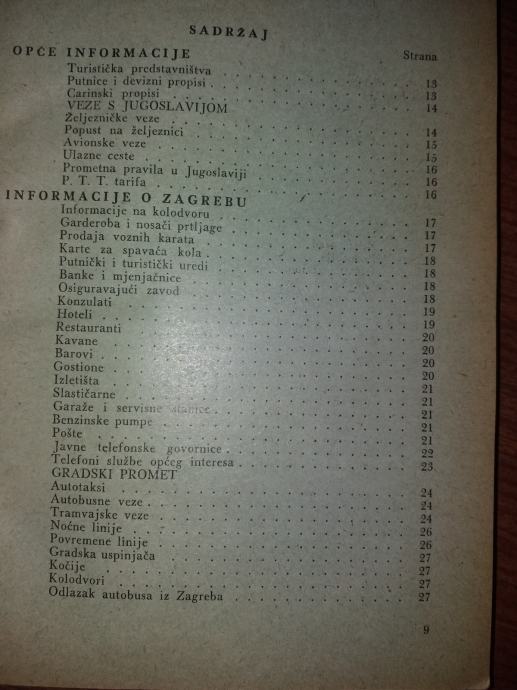 SADRŽAJ
OPĆE INFORMACIJE Strana
Turistička predstavništva . . . 13
Putnice i devizni propisi . . . 13
Carinski propisi . . . 14
VEZE S JUGOSLAVIJOM
Željezničke veze . . . 14
Popust na željeznici . . . 15
Avionske veze . . . 15
Ulazne ceste . . . 16
Prometna pravila u Jugoslaviji . . . 16
P. T. T. tarifa . . . 16
INFORMACIJE O ZAGREBU
Informacije na kolodvoru . . . 17
Garderoba i nosači prtljage . . . 17
Prodaja voznih karata . . . 17
Karte za spavaća kola . . . 18
Putnički i turistički uredi . . . 18
Banke i mjenjačnice . . . 18
Osiguravajući zavod . . . 18
Konzulati . . . 19
Hoteli . . . 19
Restauranti . . . 20
Kavane . . . 20
Barovi . . . 20
Gostione . . . 20
Izletišta . . . 21
Slastičarne . . . 21
Garaže i servisne stanice . . . 21
Benzinske pumpe . . . 21
Pošte . . . 21
Javne telefonske govornice . . . 22
Telefoni službe općeg interesa . . . 23
GRADSKI PROMET
Autotaksi . . . 24
Autobusne veze . . . 24
Tramvajske veze . . . 24
Noćne linije . . . 26
Povremene linije . . . 26
Gradska uspinjača . . . 27
Kočije . . . 27
Kolodvori . . . 27
Odlazak autobusa iz Zagreba . . . 27
9